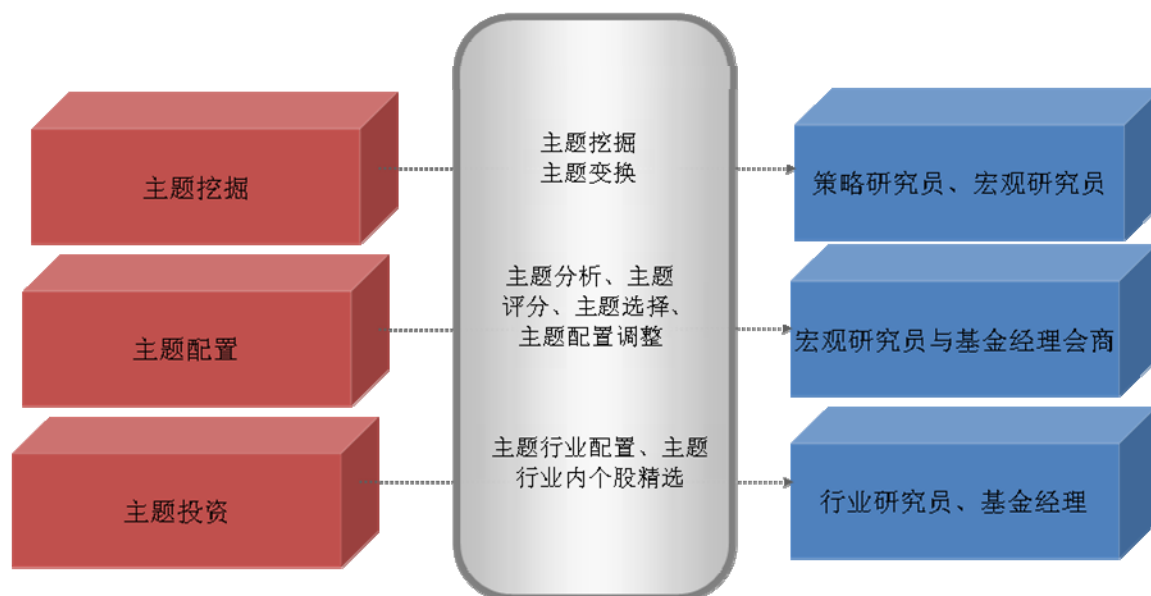 主题挖掘
主题挖掘
主题变换
策略研究员、宏观研究员
主题配置
主题分析、主题
评分、主题选择、
主题配置调整
宏观研究员与基金经理会商
主题投资
主题行业配置、主题
行业内个股精选
行业研究员、基金经理